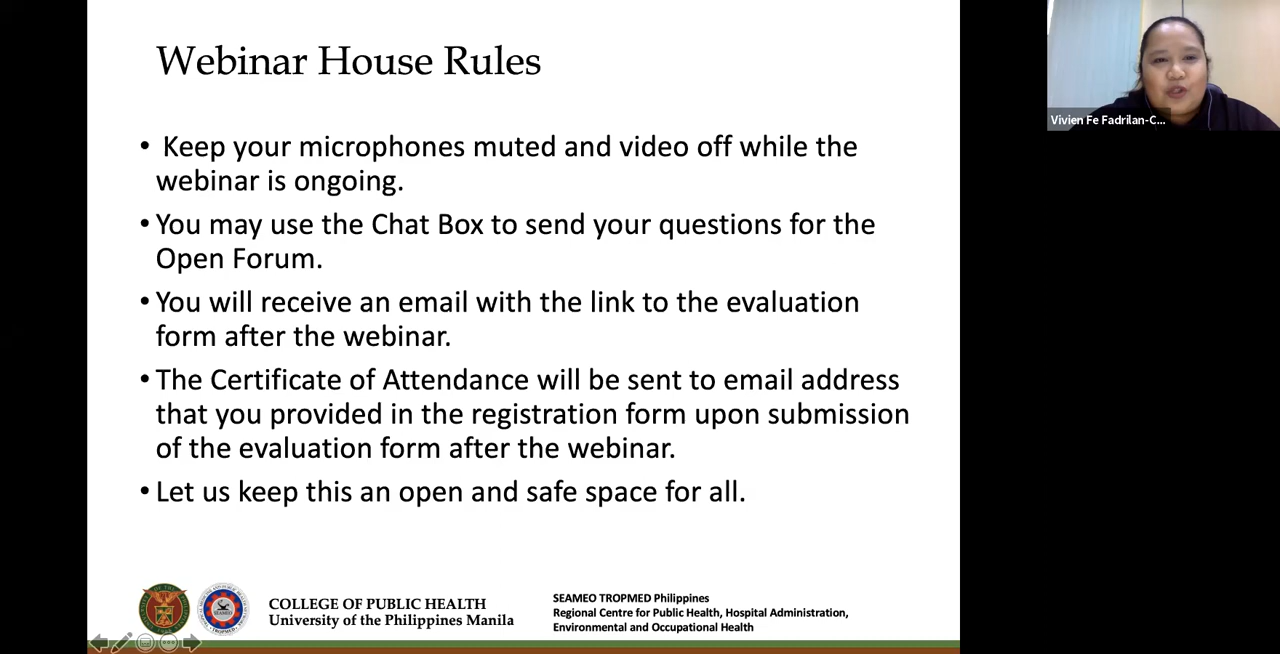 Webinar House Rules
• Keep your microphones muted and video off while the
webinar is ongoing.
• You may use the Chat Box to send your questions for the
Open Forum.
• You will receive an email with the link to the evaluation
form after the webinar.
• The Certificate of Attendance will be sent to email address
that you provided in the registration form upon submission
of the evaluation form after the webinar.
• Let us keep this an open and safe space for all.
COLLEGE OF PUBLIC HEALTH
University of the Philippines Manila
SEAMEO TROPMED Philippines
Regional Centre for Public Health, Hospital Administration,
Environmental and Occupational Health
SEAMEO
TROPMED
Vivien Fe Fadrilan-C...